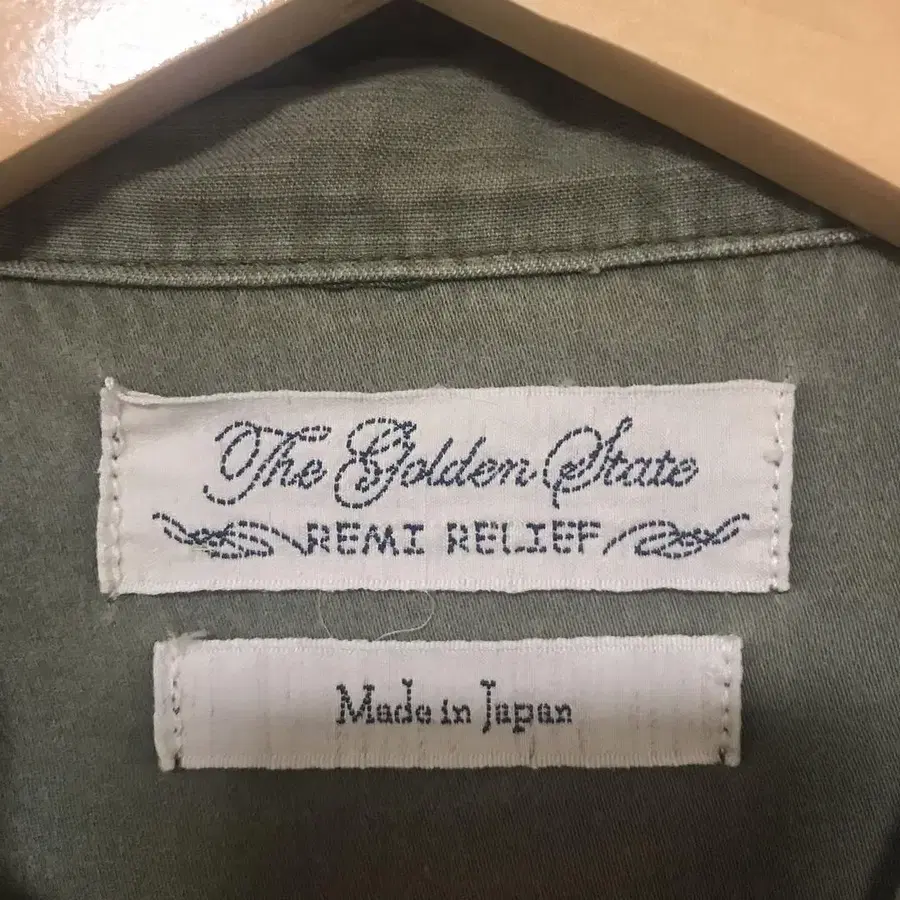 The Golden State
REMI RELIEF
Made in Japan